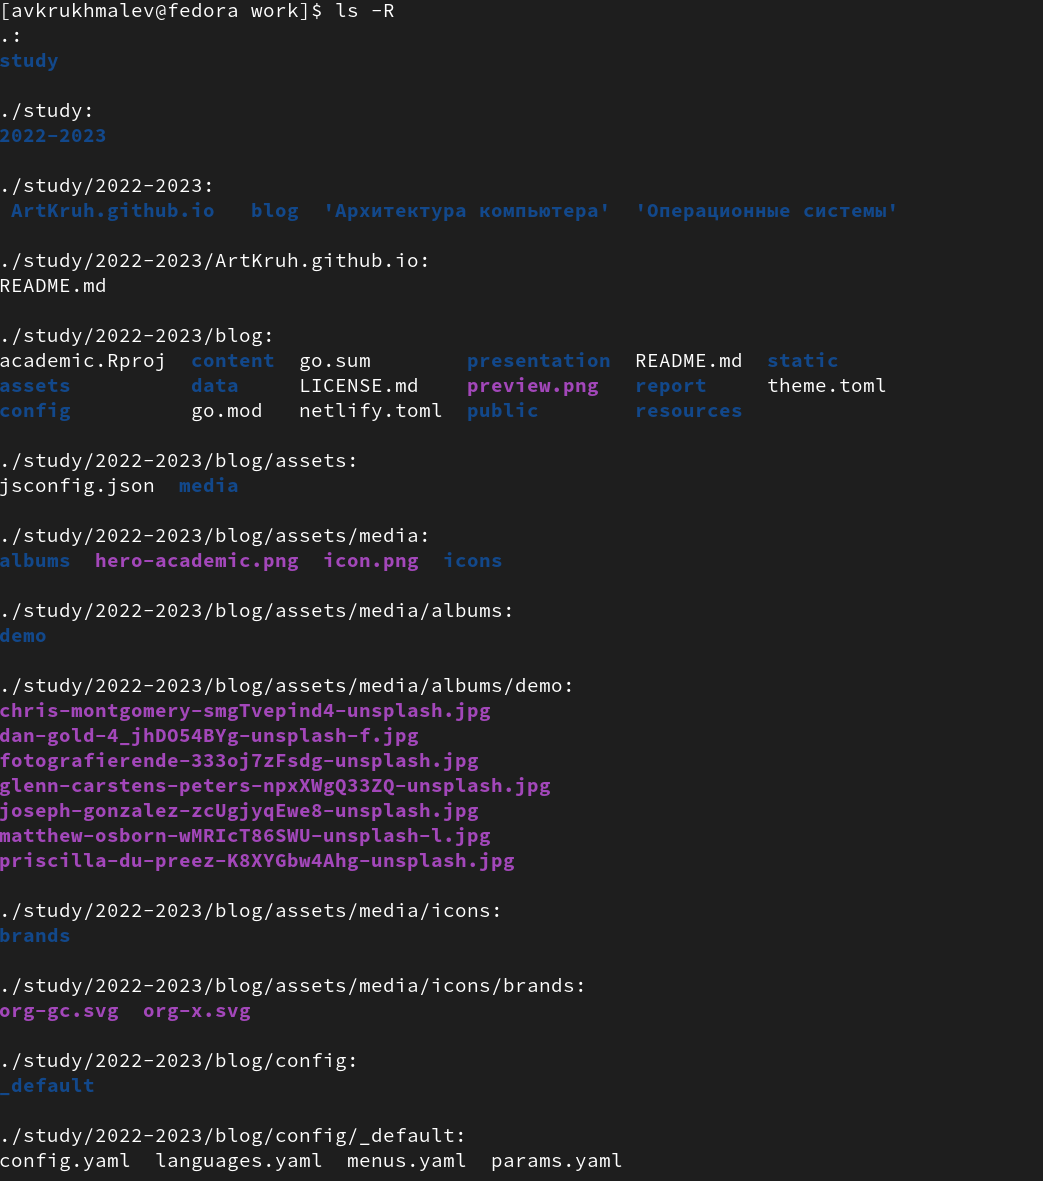 [avkrukhmalev@fedora work]$ ls -R
.:
study
./study:
2022-2023
./study/2022-2023:
ArtKruh.github.io blog 'Архитектура компьютера' 'Операционные системы'
./study/2022-2023/ArtKruh.github.io:
README.md
./study/2022-2023/blog:
academic.Rproj content go.sum presentation README.md static
assets data LICENSE.md preview.png report theme.toml
config go.mod netlify.toml public resources
./study/2022-2023/blog/assets:
jsconfig.json media
./study/2022-2023/blog/assets/media:
albums hero-academic.png icon.png icons
./study/2022-2023/blog/assets/media/albums:
demo
./study/2022-2023/blog/assets/media/albums/demo:
chris-montgomery-smgTvepind4-unsplash.jpg
dan-gold-4_jhDO54BYg-unsplash-f.jpg
fotografierende-333oj7zFsdg-unsplash.jpg
glenn-carstens-peters-npxXWgQ33ZQ-unsplash.jpg
joseph-gonzalez-zcUgjyqEwe8-unsplash.jpg
matthew-osborn-wMRIcT86SWU-unsplash-l.jpg
priscilla-du-preez-K8XYGbw4Ahg-unsplash.jpg
./study/2022-2023/blog/assets/media/icons:
brands
./study/2022-2023/blog/assets/media/icons/brands:
org-gc.svg org-x.svg
./study/2022-2023/blog/config:
_default
./study/2022-2023/blog/config/_default:
config.yaml languages.yaml menus.yaml params.yaml